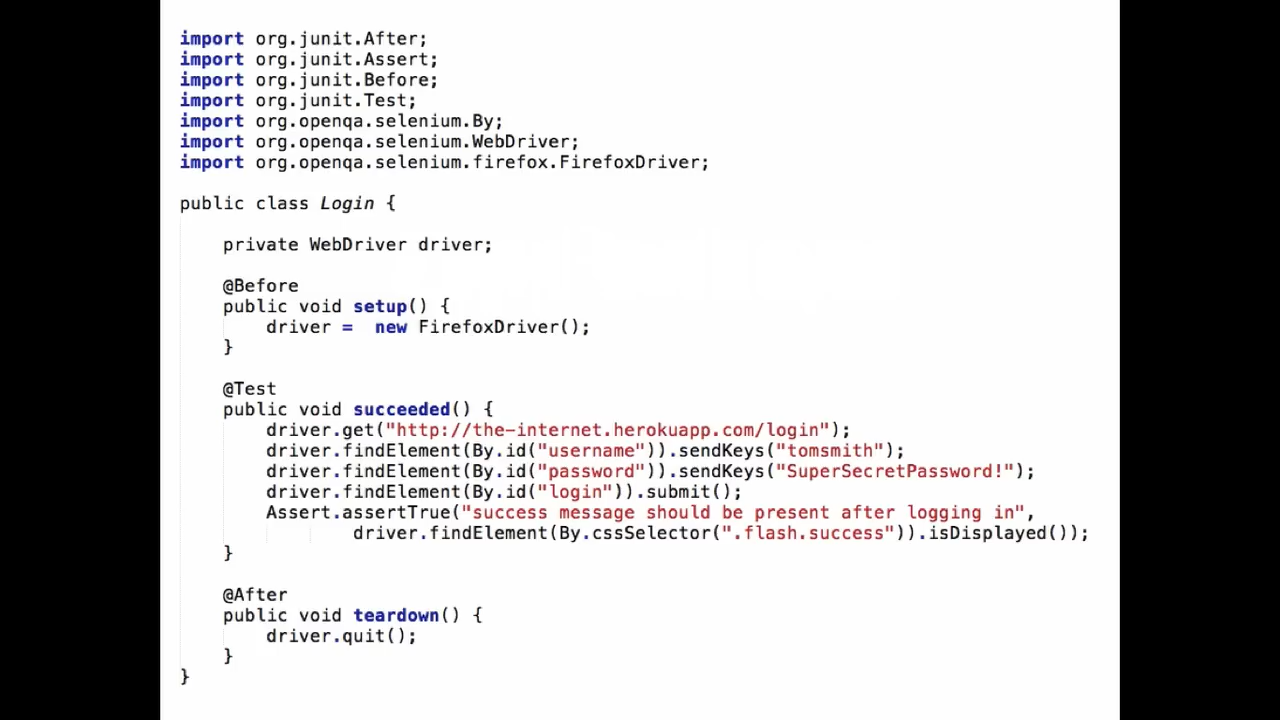 import org.junit.After;
import org.junit.Assert;
import org.junit.Before;
import org.junit.Test;
import org.openqa.selenium.By;
import org.openqa.selenium.WebDriver;
import org.openqa.selenium.firefox.FirefoxDriver;
public class Login {
private WebDriver driver;
@Before
public void setup() {
driver =  new FirefoxDriver();
}
@Test
public void succeeded() {
driver.get("http://the-internet.herokuapp.com/login");
driver.findElement(By.id("username")).sendKeys("tomsmith");
driver.findElement(By.id("password")).sendKeys("SuperSecretPassword!");
driver.findElement(By.id("login")).submit();
Assert.assertTrue("success message should be present after logging in",
driver.findElement(By.cssSelector(".flash.success")).isDisplayed());
}
@After
public void teardown() {
driver.quit();
}
}